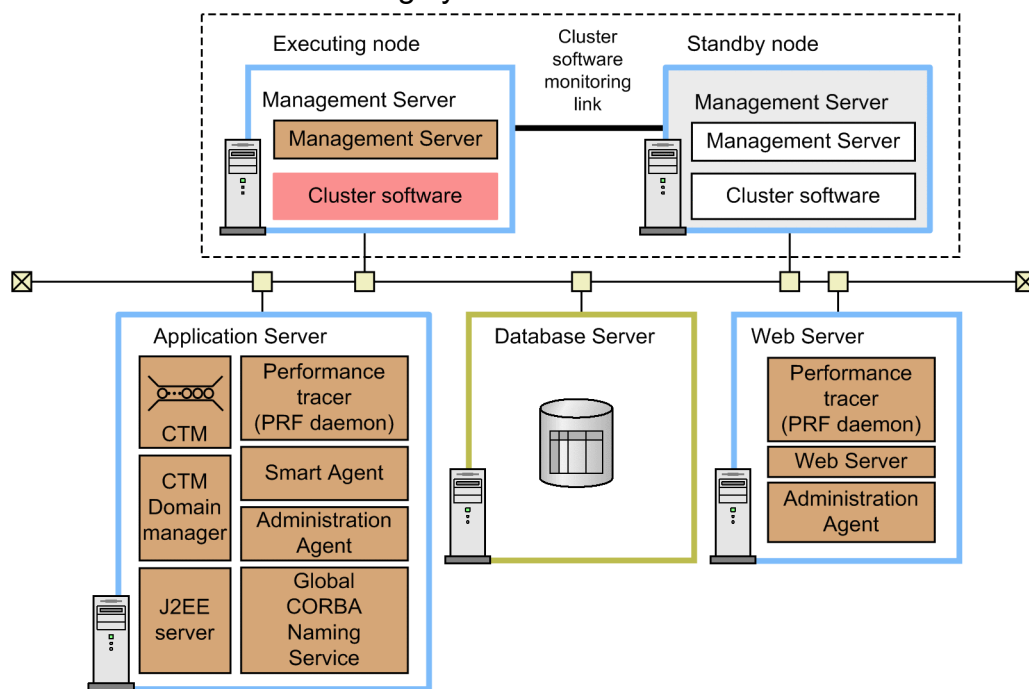 Executing node
Cluster
software
monitoring
link
Standby node
Management Server
Management Server
Cluster software
Management Server
Management Server
Cluster software
Application Server
CTM
Performance
tracer
(PRF daemon)
CTM
Domain
manager
Smart Agent
Administration
Agent
J2EE
server
Global
CORBA
Naming
Service
Database Server
Web Server
Performance
tracer
(PRF daemon)
Web Server
Administration
Agent